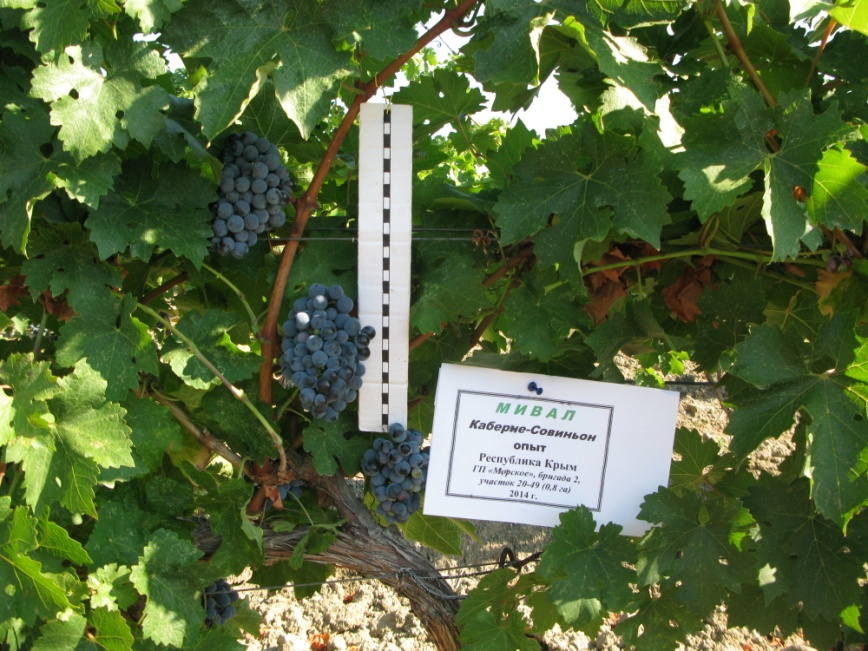 МИВАЛ
Каберне-Совиньон
опыт
Республика Крым
ГП «Морское», бригада 2,
участок 20-49 (0,8 га)
2014 г.